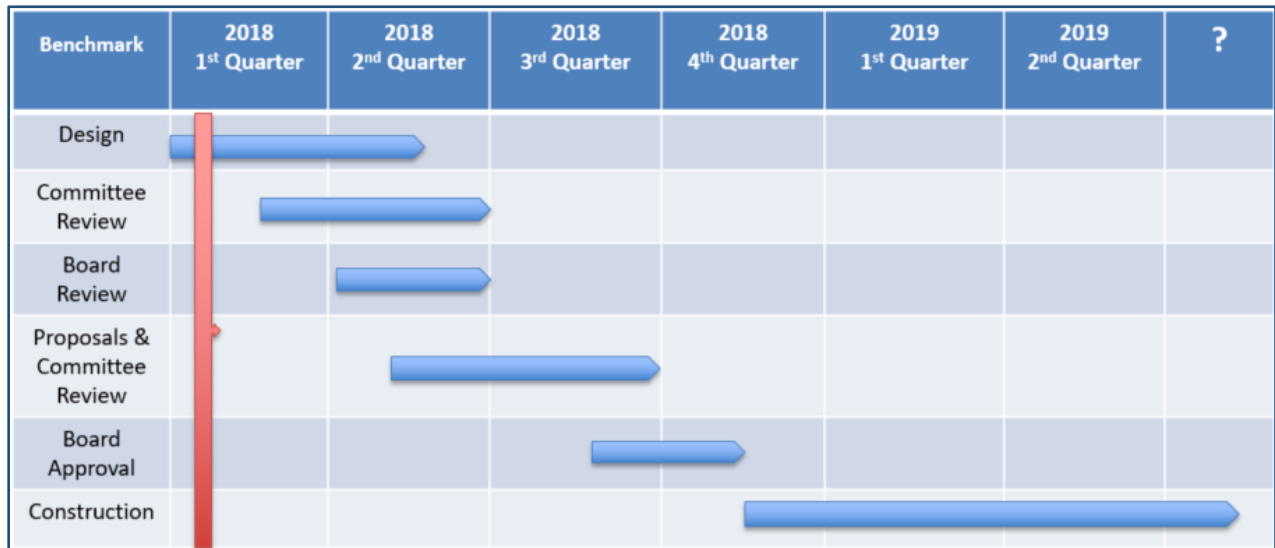 Benchmark
2018
1st Quarter
2018
2nd Quarter
2018
3rd Quarter
2018
4th Quarter
2019
1st Quarter
2019
2nd Quarter
?
Design
Committee
Review
Board
Review
Proposals &
Committee
Review
Board
Approval
Construction